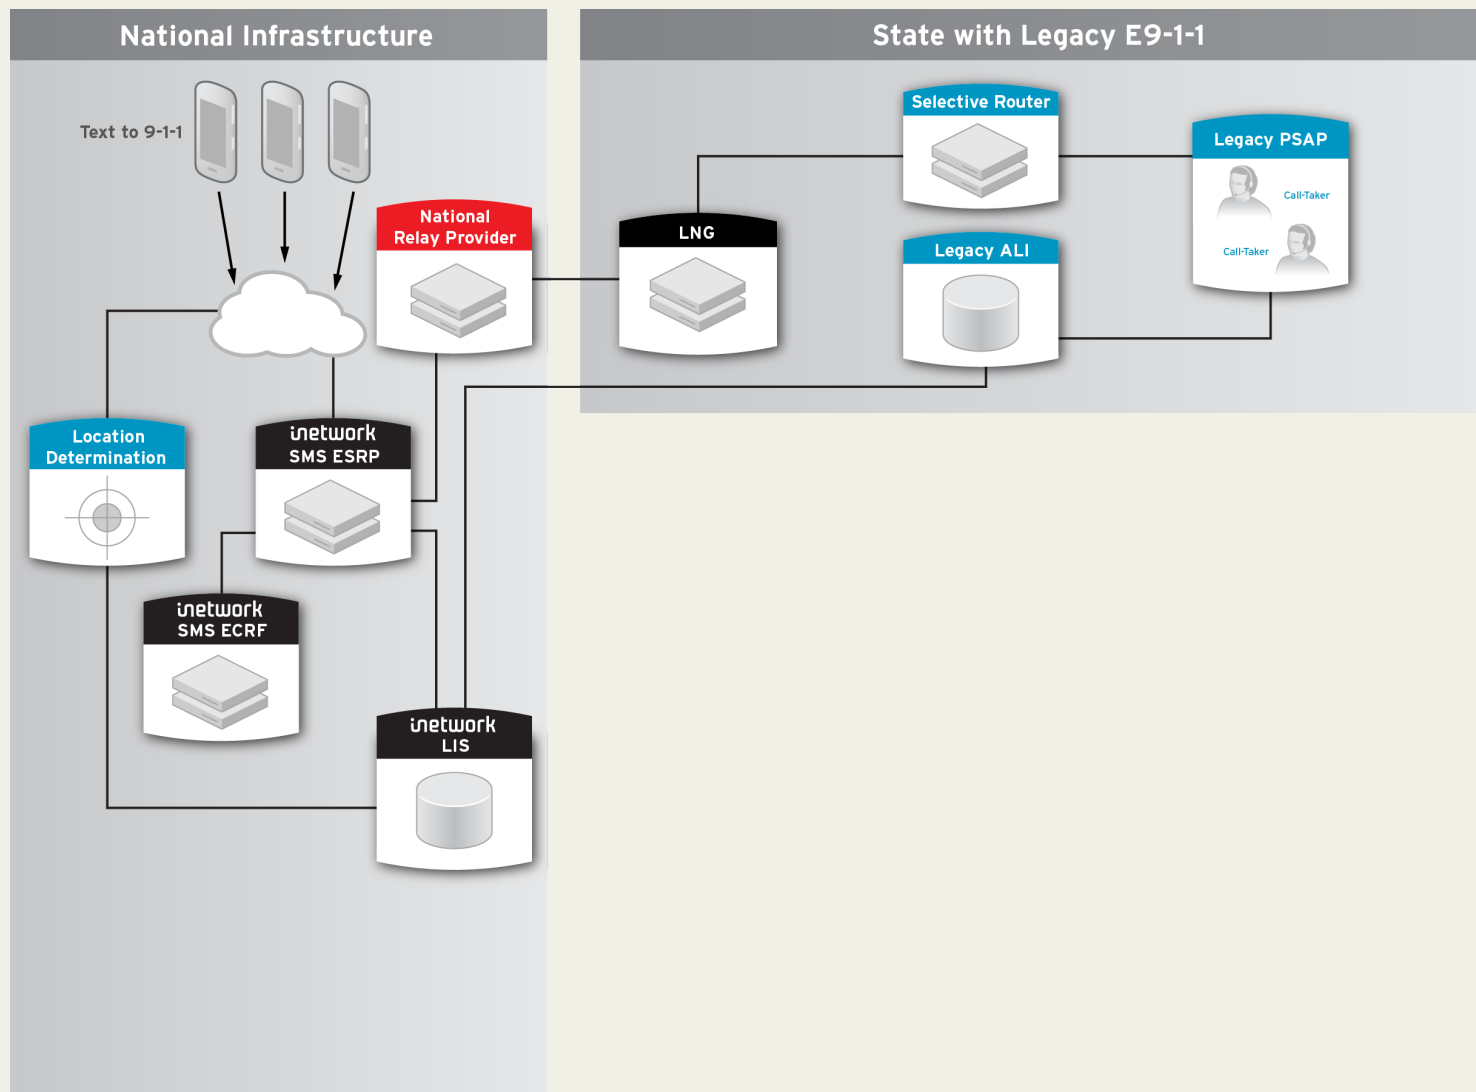 National Infrastructure
State with Legacy E9-1-1
Text to 9-1-1
Selective Router
Legacy PSAP
Call-Taker
Call-Taker
National
Relay Provider
LNG
Legacy ALI
Location
Determination
inetwork
SMS ESRP
inetwork
SMS ECRF
inetwork
LIS